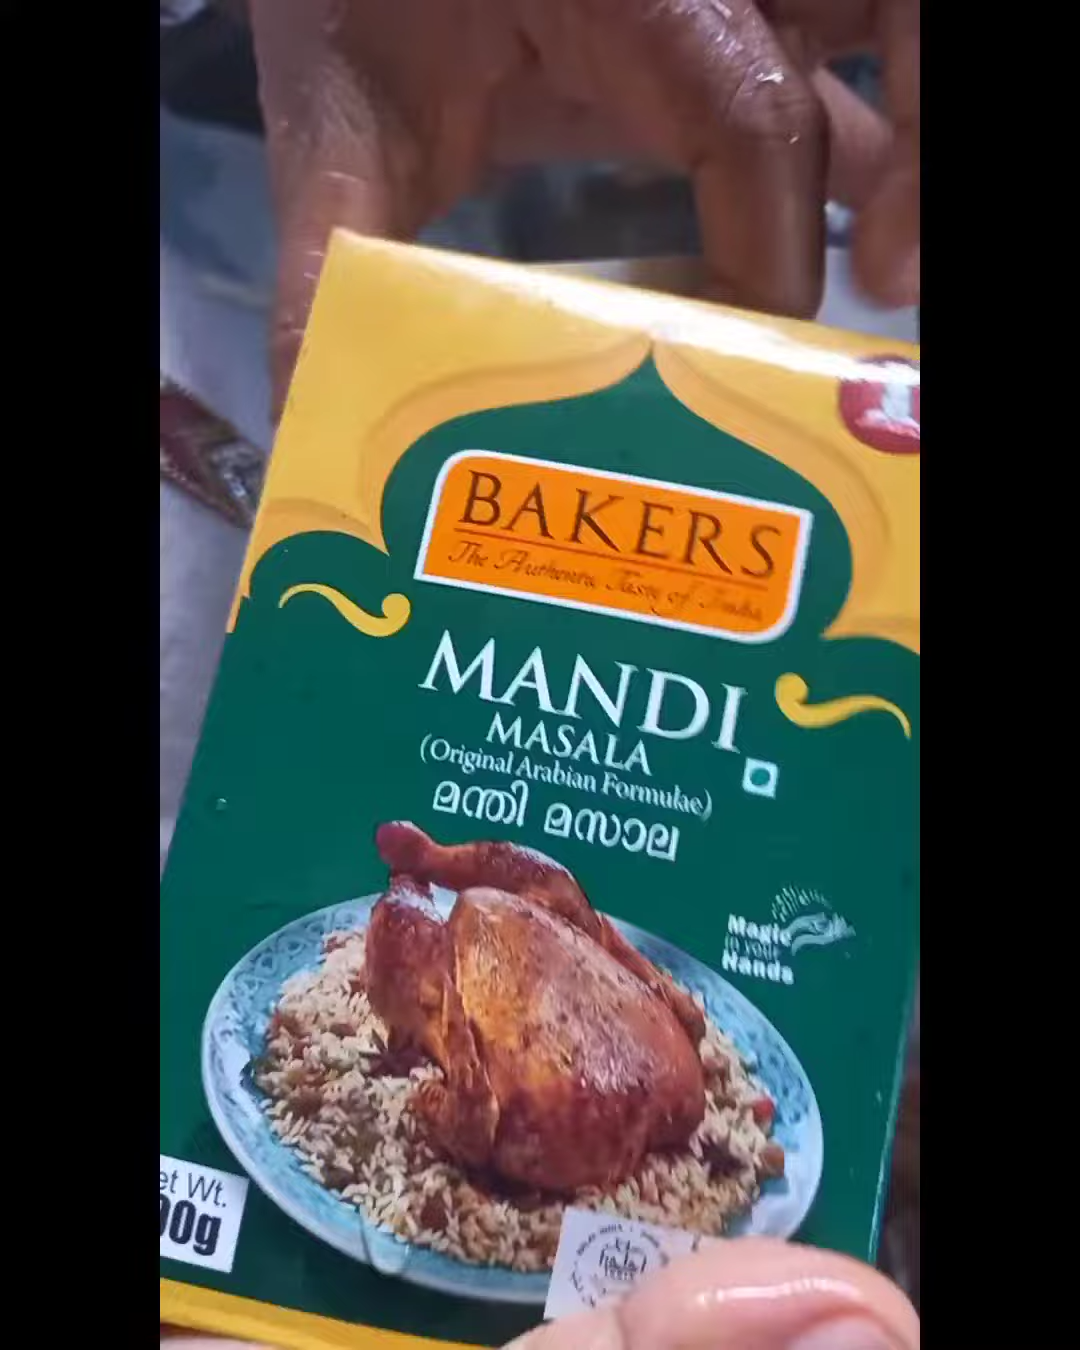 BAKERS
The Authentic Taste of India
MANDI
MASALA
(Original Arabian Formulae)
മന്തി മസാല
Magic
in your
Hands
et Wt.
00g